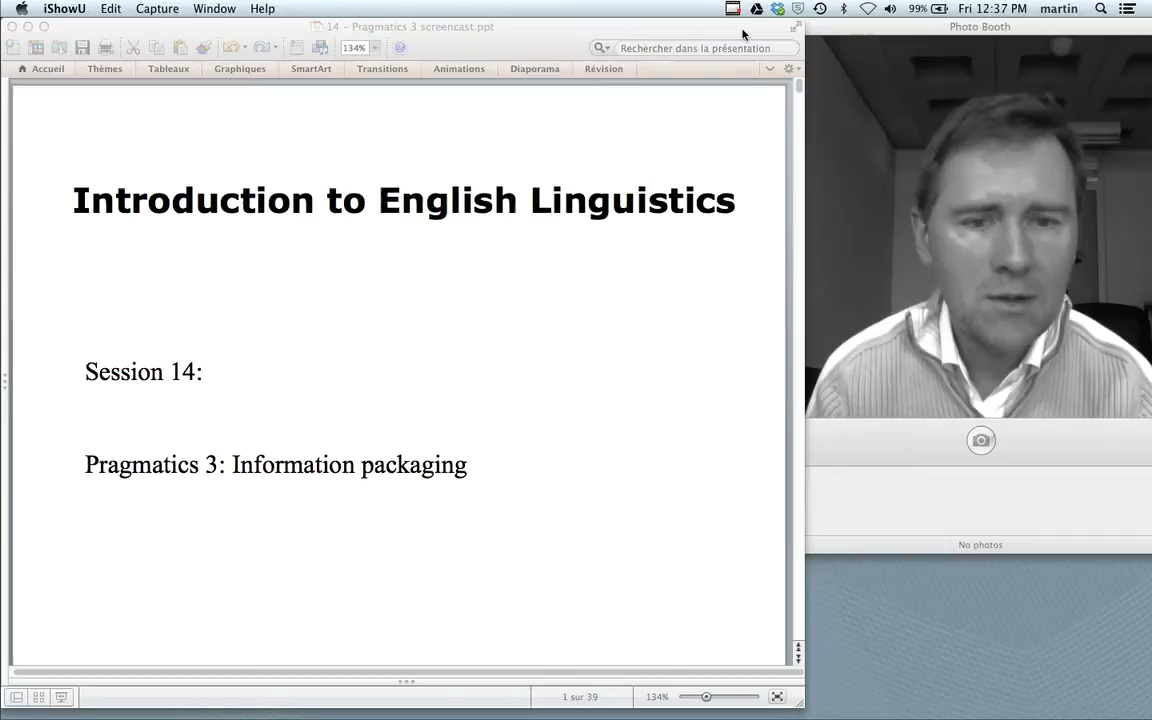 iShowU Edit Capture Window Help 99% Fri 12:37 PM martin
14 - Pragmatics 3 screencast.ppt
Photo Booth
134% Rechercher dans la présentation
Accueil Thèmes Tableaux Graphiques SmartArt Transitions Animations Diaporama Révision
Introduction to English Linguistics
Session 14:
Pragmatics 3: Information packaging
No photos
1 sur 39 134%